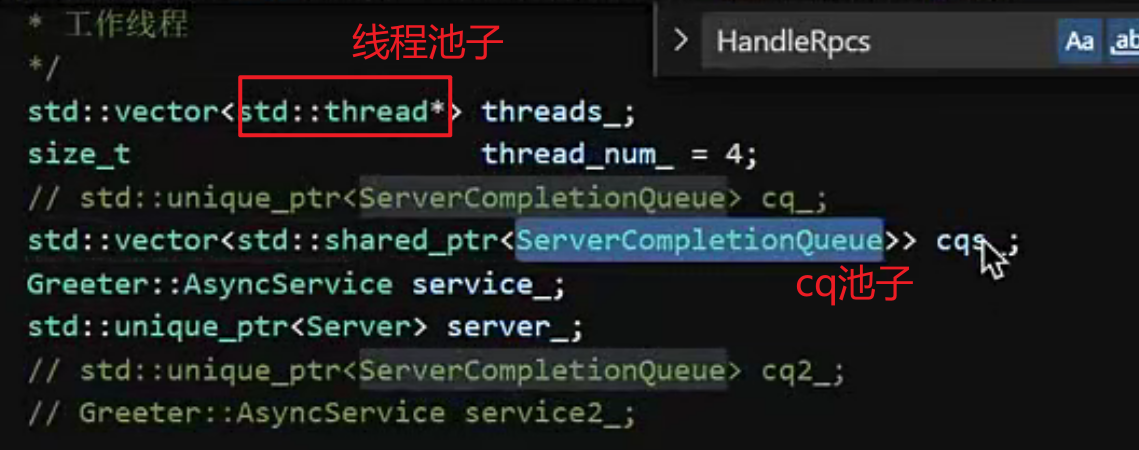 * 工作线程
线程池子
HandleRpcs
Aa
ab
*/
std::vector<std::thread*> threads_;
size_t thread_num_ = 4;
// std::unique_ptr<ServerCompletionQueue> cq_;
std::vector<std::shared_ptr<ServerCompletionQueue>> cqs_;
cq池子
Greeter::AsyncService service_;
std::unique_ptr<Server> server_;
// std::unique_ptr<ServerCompletionQueue> cq2_;
// Greeter::AsyncService service2_;